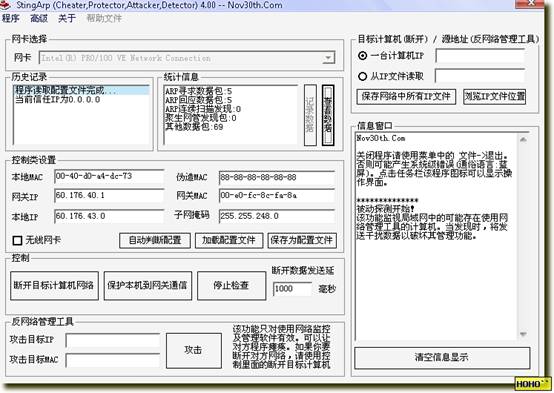 StingArp (Cheater,Protector,Attacker,Detector) 4.00 -- Nov30th.Com
程序 高级 关于 帮助文件
网卡选择
网卡 Intel(R) PRO/100 VE Network Connection
历史记录
程序读取配置文件完成...
当前信任IP为0.0.0.0
统计信息
ARP寻求数据包:5
ARP回应数据包:5
ARP连续扫描发现:0
聚生网管发现包:0
其他数据包:69
记录数据
查看数据
控制类设置
本地MAC 00-40-d0-a4-dc-73 伪造MAC 88-88-88-88-88-88
网关IP 60.176.40.1 网关MAC 00-e0-fc-8c-fa-8a
本地IP 60.176.43.0 子网掩码 255.255.248.0
无线网卡 自动判断配置 加载配置文件 保存为配置文件
控制
断开目标计算机网络 保护本机到网关通信 停止检查
断开数据发送延
1000 毫秒
反网络管理工具
攻击目标IP
攻击目标MAC
攻击
该功能只对使用网络监控
及管理软件有效。可以让
对方程序瘫痪。如果你要
断开对方网络,请使用控
制里面的断开目标计算机
目标计算机(断开) / 源地址(反网络管理工具)
一台计算机IP
从IP文件读取
保存网络中所有IP文件 浏览IP文件位置
信息窗口
Nov30th.Com
关闭程序请使用菜单中的 文件->退出。
否则可能产生系统级错误(通俗语言:蓝
屏)。点击任务栏该程序图标可以显示操
作界面。
**************
被动探测开始!
该功能监视局域网中的可能存在使用网
络管理工具的计算机。当发现时,将发
送干扰数据以破坏其管理功能。
清空信息显示
HOHO